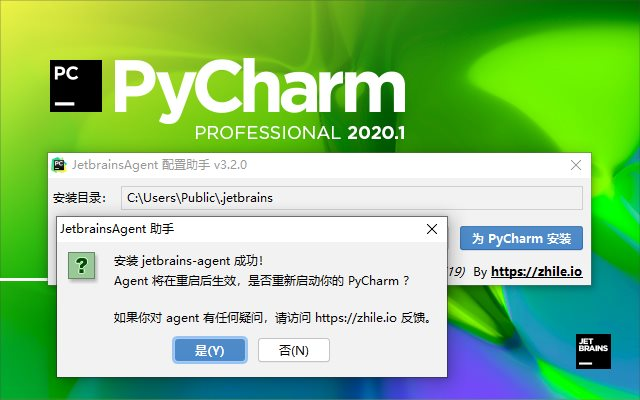 PC
PyCharm
PROFESSIONAL 2020.1
PC
JetbrainsAgent 配置助手 v3.2.0
安装目录:
C:\Users\Public\.jetbrains
JetbrainsAgent 助手
?
安装 jetbrains-agent 成功!
Agent 将在重启后生效，是否重新启动你的 PyCharm ?
如果你对 agent 有任何疑问，请访问 https://zhile.io 反馈。
是(Y)
否(N)
为 PyCharm 安装
19) By https://zhile.io
JET
BRAINS